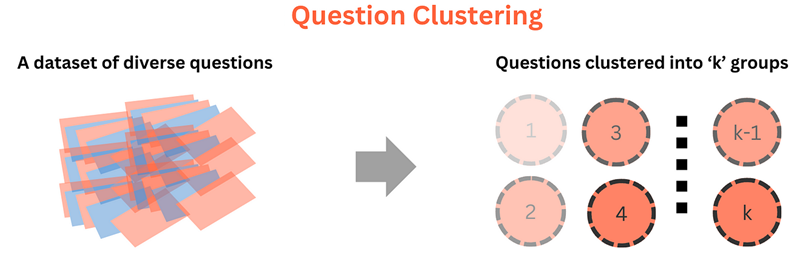 Question Clustering
A dataset of diverse questions
Questions clustered into ‘k’ groups
1
3
k-1
2
4
k